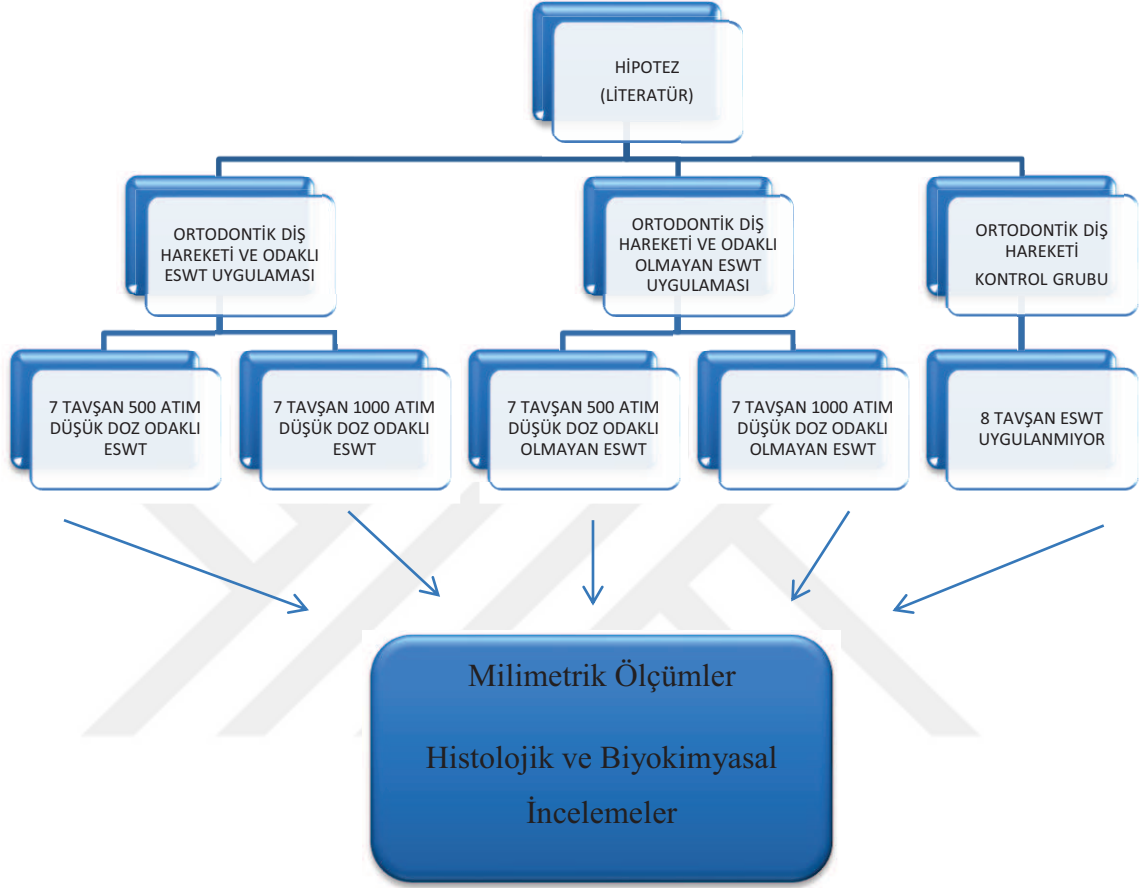 HİPOTEZ
(LİTERATÜR)
ORTODONTİK DİŞ
HAREKETİ VE ODAKLI
ESWT UYGULAMASI
ORTODONTİK DİŞ
HAREKETİ VE ODAKLI
OLMAYAN ESWT
UYGULAMASI
ORTODONTİK DİŞ
HAREKETİ
KONTROL GRUBU
7 TAVŞAN 500 ATIM
DÜŞÜK DOZ ODAKLI
ESWT
7 TAVŞAN 1000 ATIM
DÜŞÜK DOZ ODAKLI
ESWT
7 TAVŞAN 500 ATIM
DÜŞÜK DOZ ODAKLI
OLMAYAN ESWT
7 TAVŞAN 1000 ATIM
DÜŞÜK DOZ ODAKLI
OLMAYAN ESWT
8 TAVŞAN ESWT
UYGULANMIYOR
Milimetrik Ölçümler
Histolojik ve Biyokimyasal
İncelemeler